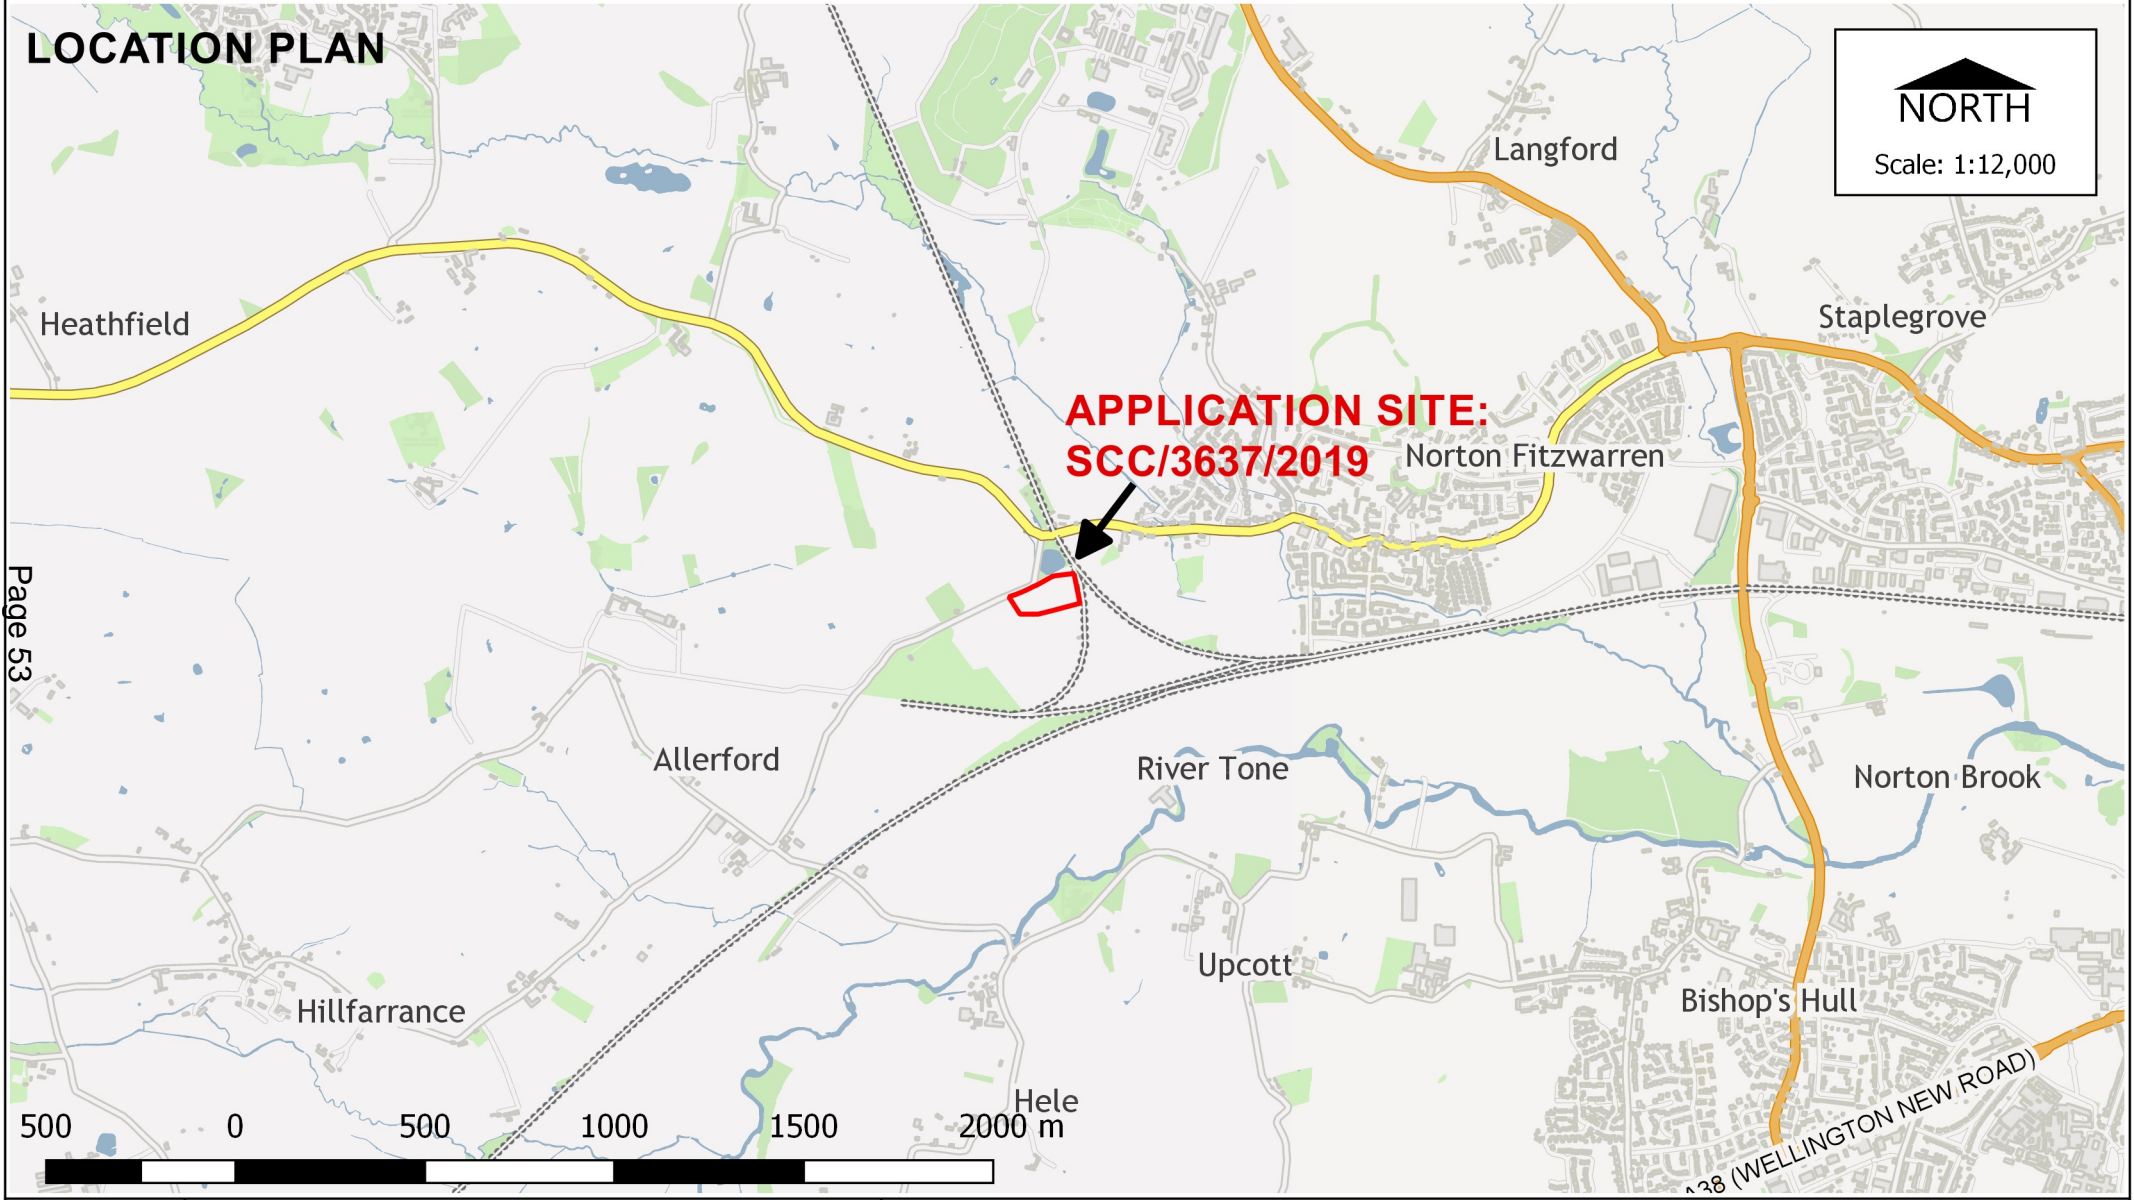 LOCATION PLAN
NORTH
Scale: 1:12,000
Langford
Heathfield
Staplegrove
APPLICATION SITE:
SCC/3637/2019
Norton Fitzwarren
Page 53
Allerford
River Tone
Norton Brook
Upcott
Hillfarrance
Bishop's Hull
Hele
A38 (WELLINGTON NEW ROAD)
500 0 500 1000 1500 2000 m